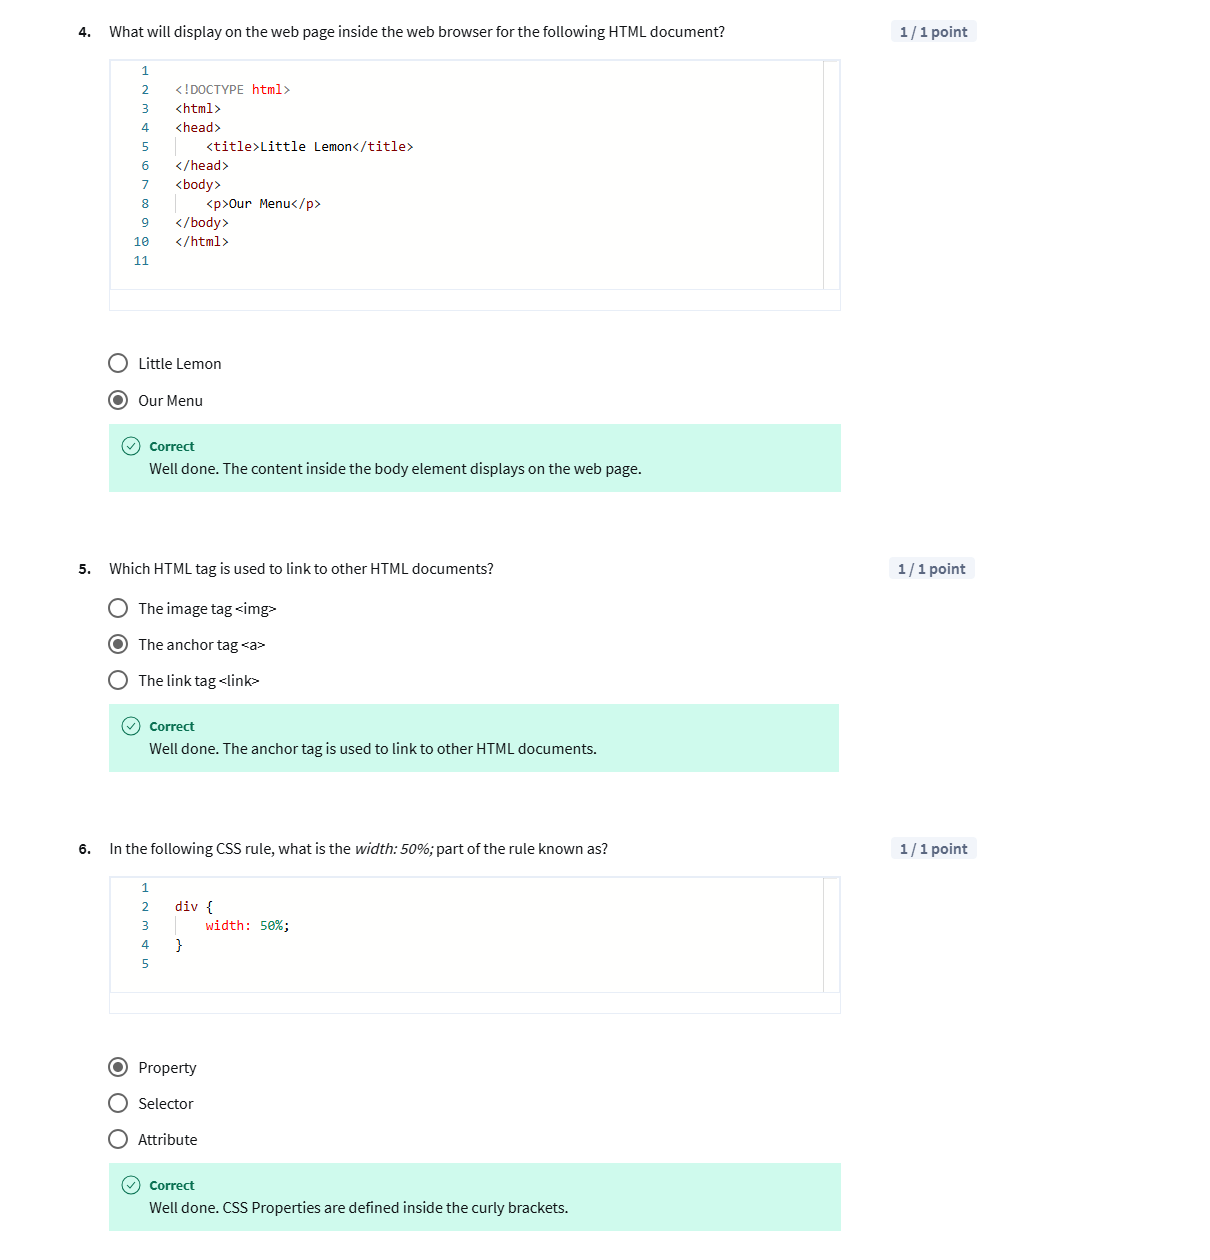 4. What will display on the web page inside the web browser for the following HTML document? 1 / 1 point
1
2 <!DOCTYPE html>
3 <html>
4 <head>
5 <title>Little Lemon</title>
6 </head>
7 <body>
8 <p>Our Menu</p>
9 </body>
10 </html>
11
Little Lemon
Our Menu
Correct
Well done. The content inside the body element displays on the web page.
5. Which HTML tag is used to link to other HTML documents? 1 / 1 point
The image tag <img>
The anchor tag <a>
The link tag <link>
Correct
Well done. The anchor tag is used to link to other HTML documents.
6. In the following CSS rule, what is the width: 50%; part of the rule known as? 1 / 1 point
1
2 div {
3 width: 50%;
4 }
5
Property
Selector
Attribute
Correct
Well done. CSS Properties are defined inside the curly brackets.